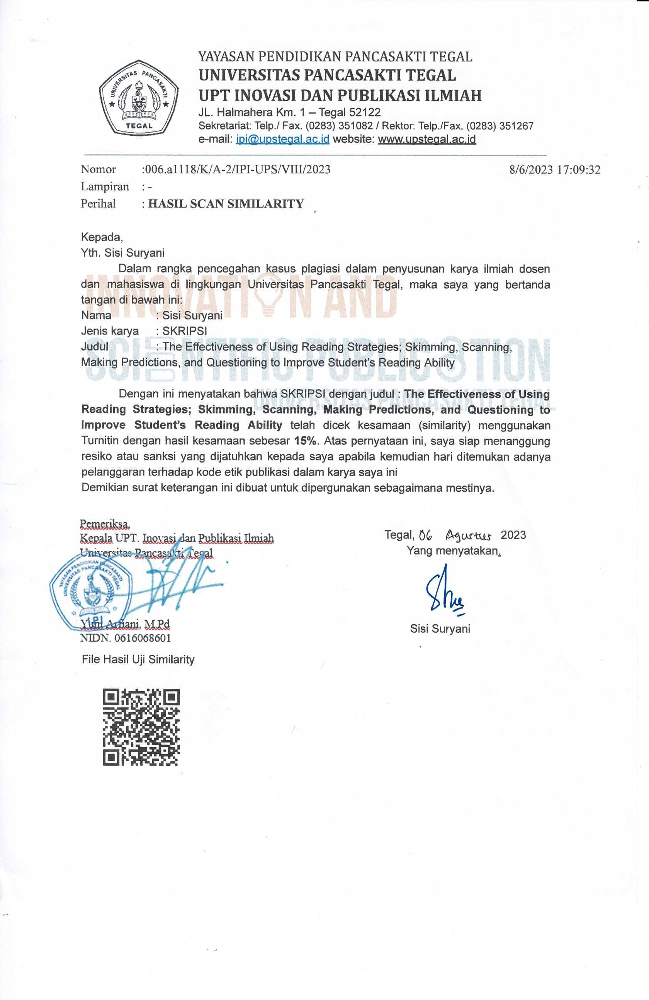 UNIVERSITAS PANCASAKTI
TEGAL
YAYASAN PENDIDIKAN PANCASAKTI TEGAL
UNIVERSITAS PANCASAKTI TEGAL
UPT INOVASI DAN PUBLIKASI ILMIAH
JL. Halmahera Km. 1 – Tegal 52122
Sekretariat: Telp./ Fax. (0283) 351082 / Rektor: Telp./Fax. (0283) 351267
e-mail: ipi@upstegal.ac.id website: www.upstegal.ac.id
Nomor :006.a1118/K/A-2/IPI-UPS/VIII/2023 8/6/2023 17:09:32
Lampiran : -
Perihal : HASIL SCAN SIMILARITY
Kepada,
Yth. Sisi Suryani
Dalam rangka pencegahan kasus plagiasi dalam penyusunan karya ilmiah dosen
dan mahasiswa di lingkungan Universitas Pancasakti Tegal, maka saya yang bertanda
tangan di bawah ini:
INNOVATION AND
Nama : Sisi Suryani
Jenis karya : SKRIPSI
Judul : The Effectiveness of Using Reading Strategies; Skimming, Scanning,
Making Predictions, and Questioning to Improve Student's Reading Ability
SCIENTIFIC PUBLICATION
UNIVERSITAS PANCASAKTI TEGAL
Dengan ini menyatakan bahwa SKRIPSI dengan judul : The Effectiveness of Using
Reading Strategies; Skimming, Scanning, Making Predictions, and Questioning to
Improve Student's Reading Ability telah dicek kesamaan (similarity) menggunakan
Turnitin dengan hasil kesamaan sebesar 15%. Atas pernyataan ini, saya siap menanggung
resiko atau sanksi yang dijatuhkan kepada saya apabila kemudian hari ditemukan adanya
pelanggaran terhadap kode etik publikasi dalam karya saya ini
Demikian surat keterangan ini dibuat untuk dipergunakan sebagaimana mestinya.
Pemeriksa,
Kepala UPT. Inovasi dan Publikasi Ilmiah
Universitas Pancasakti Tegal
YAYASAN PENDIDIKAN PANCASAKTI
UNIVERSITAS PANCASAKTI TEGAL
IPI
Yuni Arfiani, M.Pd
NIDN. 0616068601
Tegal, 06 Agustus 2023
Yang menyatakan,
Sisi Suryani
File Hasil Uji Similarity